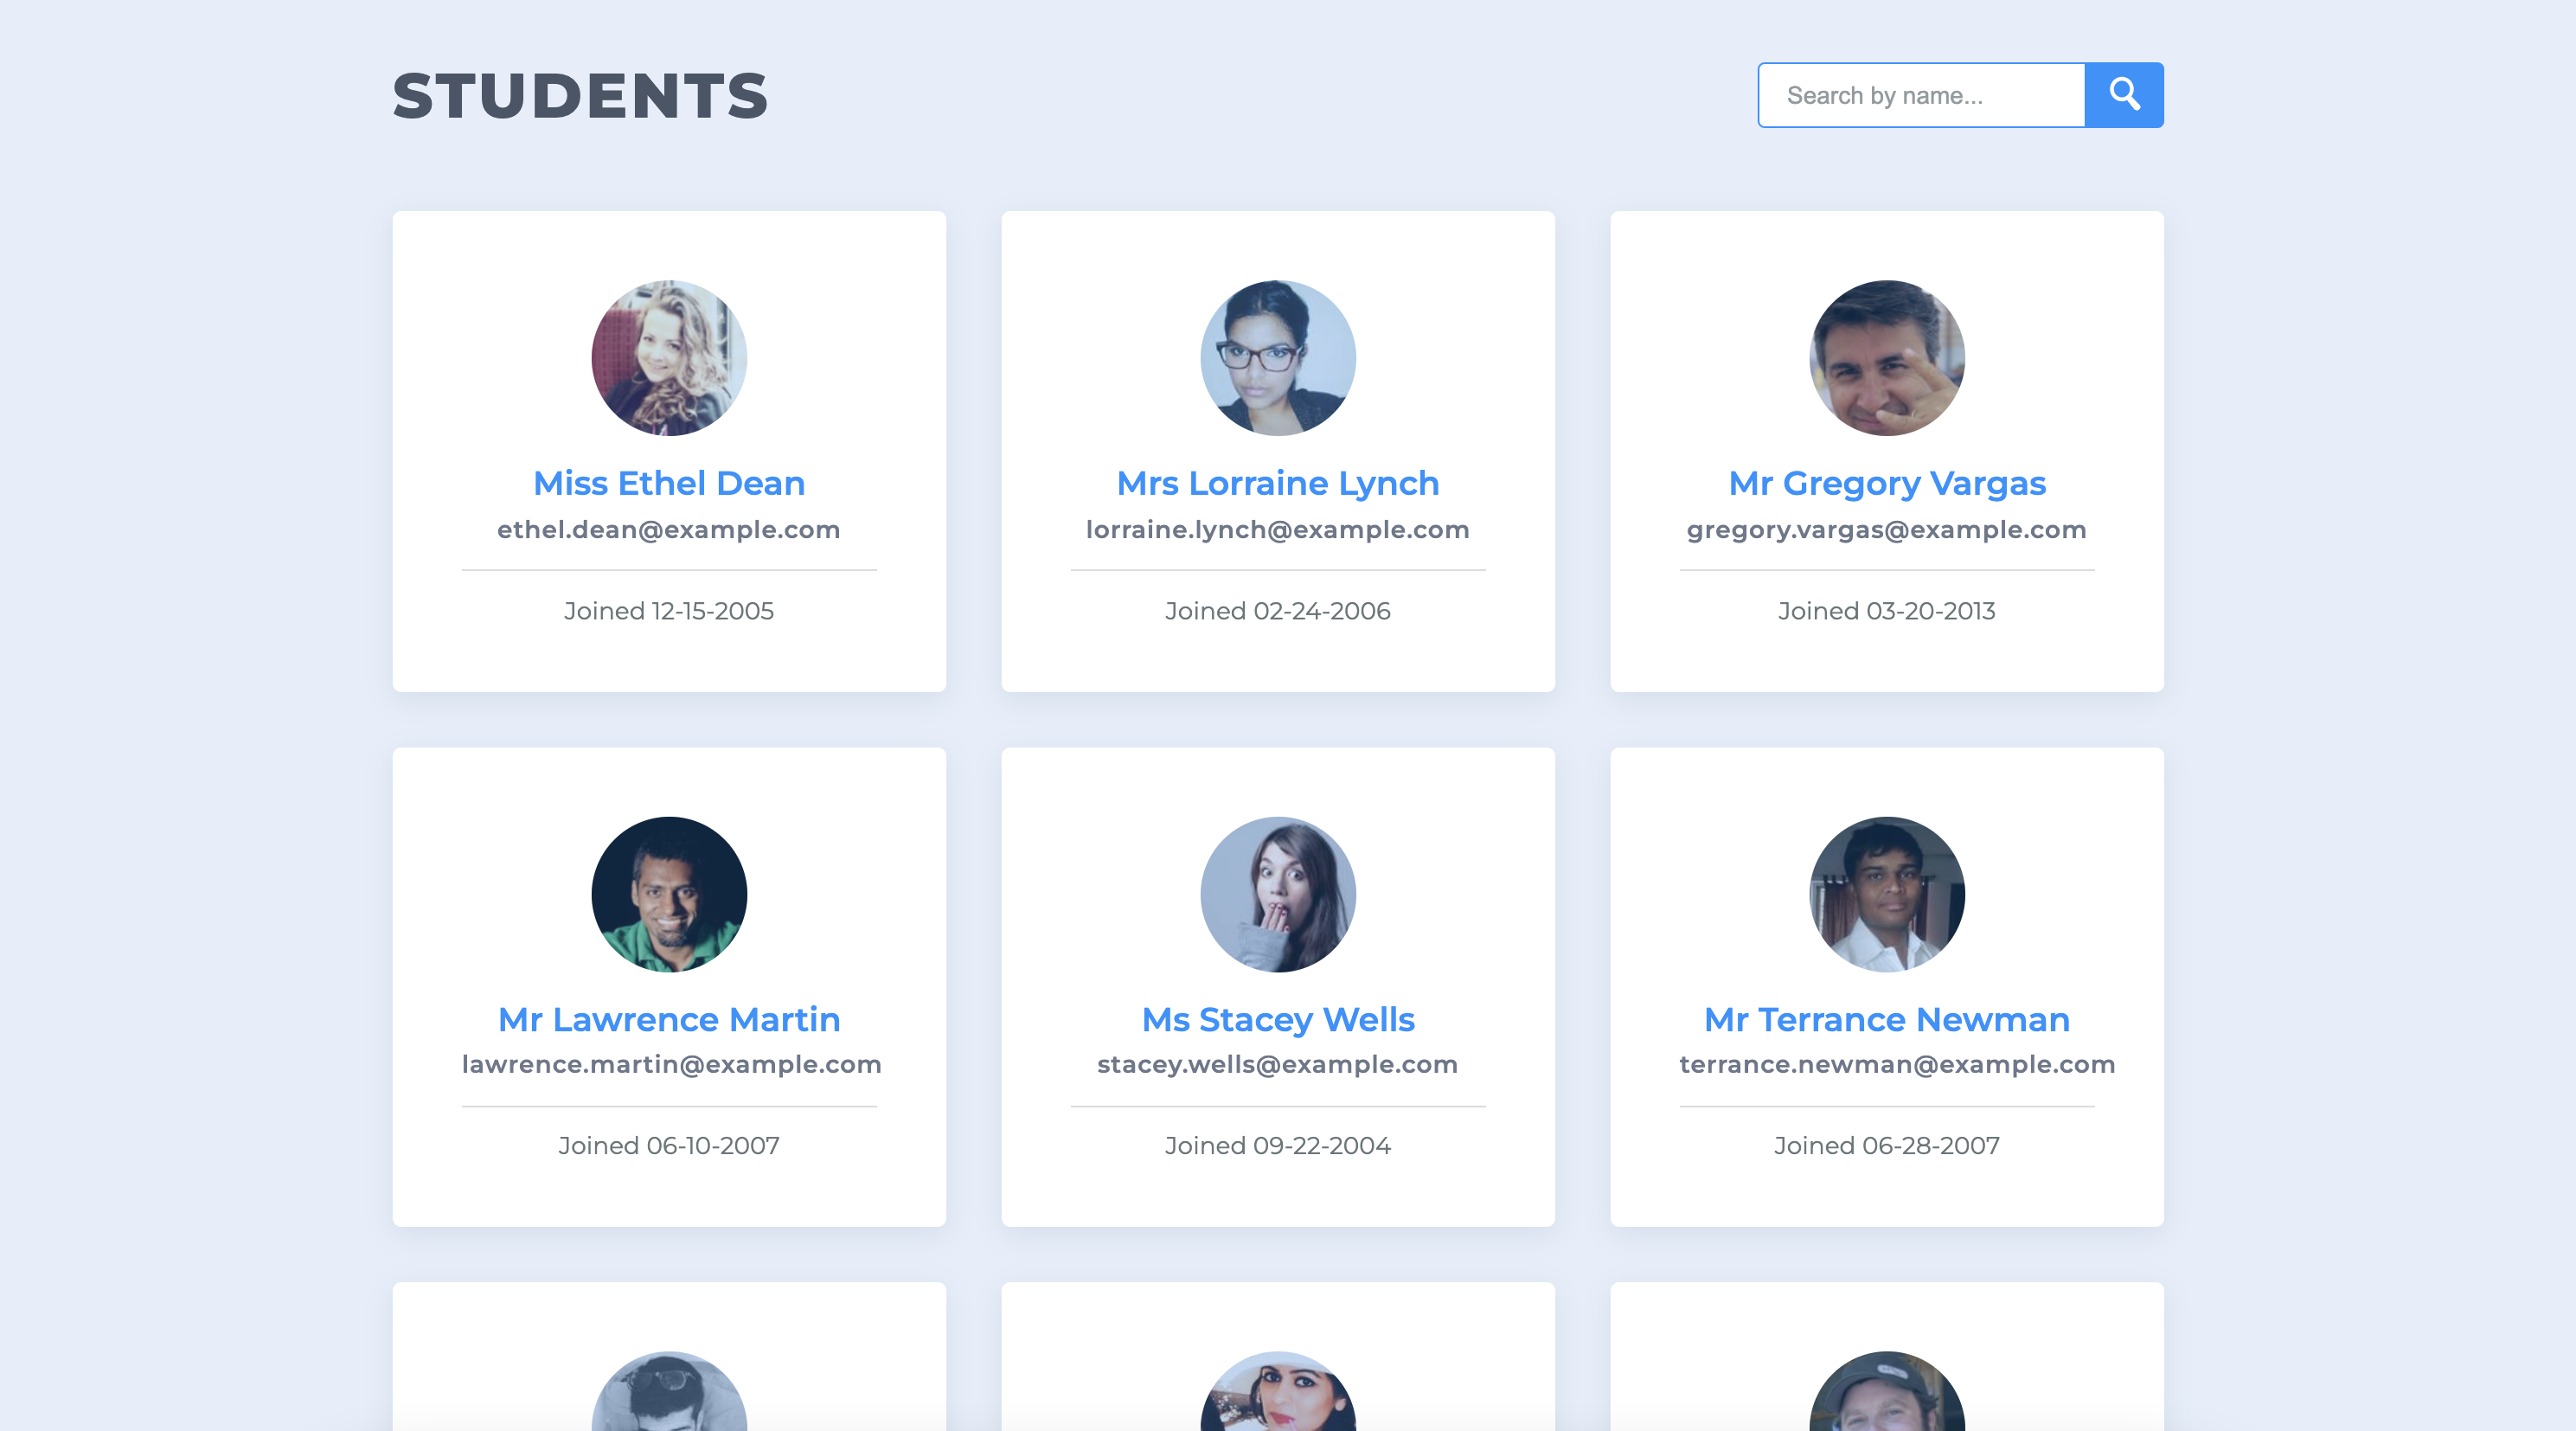 STUDENTS
Search by name...
Miss Ethel Dean
ethel.dean@example.com
Joined 12-15-2005
Mrs Lorraine Lynch
lorraine.lynch@example.com
Joined 02-24-2006
Mr Gregory Vargas
gregory.vargas@example.com
Joined 03-20-2013
Mr Lawrence Martin
lawrence.martin@example.com
Joined 06-10-2007
Ms Stacey Wells
stacey.wells@example.com
Joined 09-22-2004
Mr Terrance Newman
terrance.newman@example.com
Joined 06-28-2007